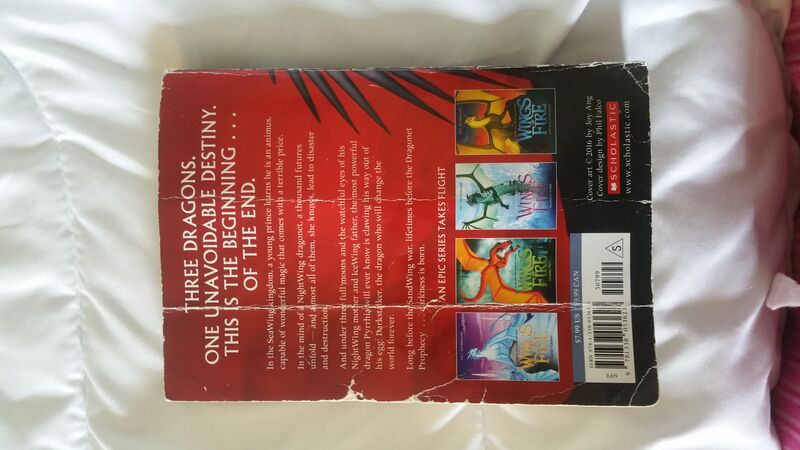 THREE DRAGONS.
ONE UNAVOIDABLE DESTINY.
THIS IS THE BEGINNING . . .
OF THE END.
In the SeaWing kingdom, a young prince learns he is an animus,
capable of wonderful magic that comes with a terrible price.
In the mind of a NightWing dragonet, a thousand futures
unfold — and almost all of them, she knows, lead to disaster
and destruction.
And under three full moons and the watchful eyes of his
NightWing mother and IceWing father, the most powerful
dragon Pyrrhia will ever know is clawing his way out of
his egg. Darkstalker, the dragon who will change the
world forever.
Long before the SandWing war, lifetimes before the Dragonet
Prophecy . . . darkness is born.
AN EPIC SERIES TAKES FLIGHT
WINGS
OF
FIRE
WINGS
OF
FIRE
WINGS
OF
FIRE
WINGS
OF
FIRE
Cover art © 2016 by Joy Ang
Cover design by Phil Falco
SCHOLASTIC
www.scholastic.com
$7.99 US
CAN
EAN
S
50799